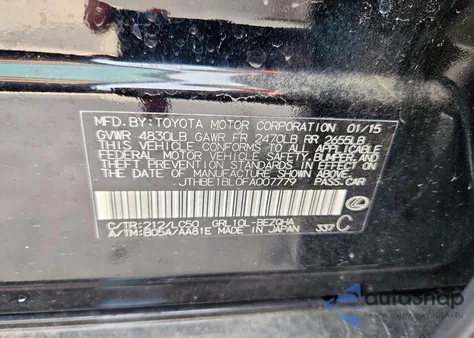 MFD. BY: TOYOTA MOTOR CORPORATION 01/15
GVWR 4830LB GAWR FR 2470LB RR 2655LB
THIS VEHICLE CONFORMS TO ALL APPLICABLE
FEDERAL MOTOR VEHICLE SAFETY, BUMPER, AND
THEFT PREVENTION STANDARDS IN EFFECT ON
THE DATE OF MANUFACTURE SHOWN ABOVE.
JTHBE1BL0FA007779 PASS. CAR
C/TR: 212/LC50 GRL10L-BEZQHA
A/TM: B05A/AA81E MADE IN JAPAN 337 C
autoSnap